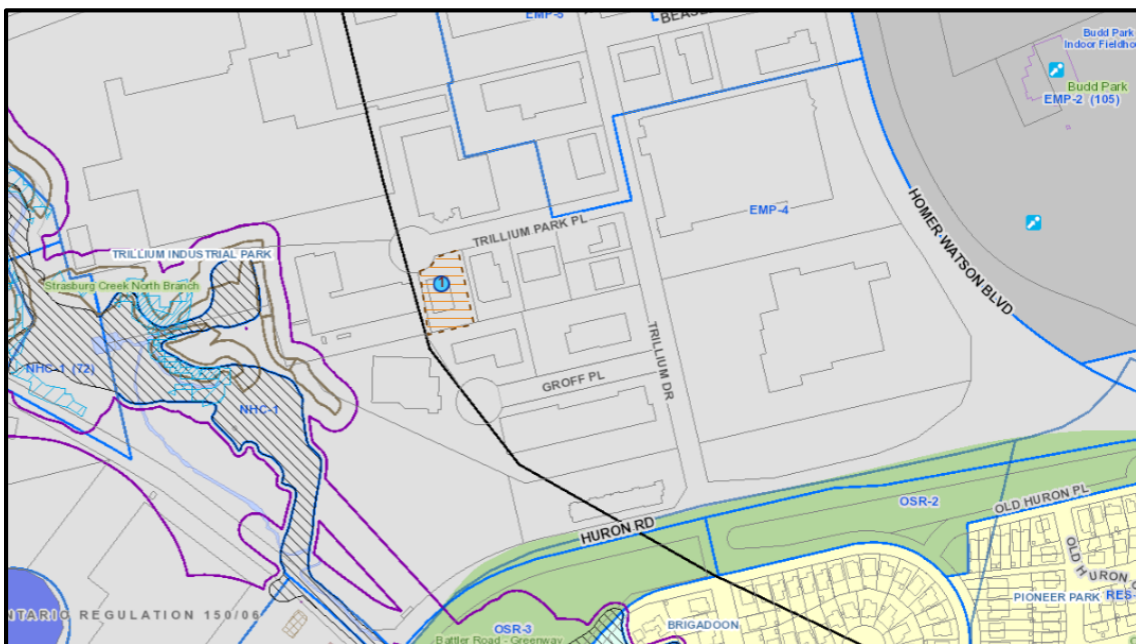 EMP-5
BEASL
Budd Park
Indoor Fieldho
Budd Park
EMP-2 (105)
HOMER-WATSON BLVD
EMP-4
TRILLIUM PARK PL
TRILLIUM INDUSTRIAL PARK
Strasburg Creek North Branch
1
NHC-1 (72)
NHC-1
GROFF PL
TRILLIUM DR
HURON RD
OSR-2
OLD HURON PL
OLD HURON
PIONEER PARK
RES-
NTARIO REGULATION 150/06
OSR-3
Battler Road - Greenway
BRIGADOON